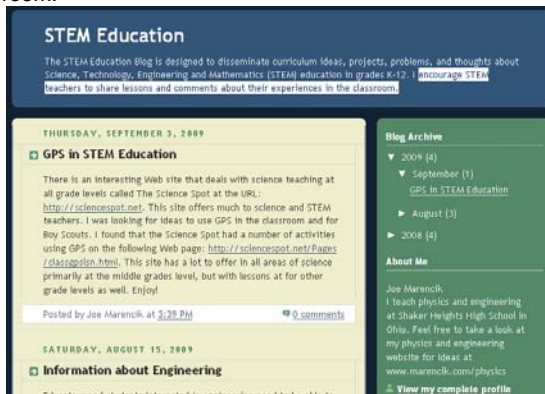 room.
STEM Education
The STEM Education Blog is designed to disseminate curriculum ideas, projects, problems, and thoughts about
Science, Technology, Engineering and Mathematics (STEM) education in grades K-12. I encourage STEM
teachers to share lessons and comments about their experiences in the classroom.
THURSDAY, SEPTEMBER 3, 2009
GPS in STEM Education
There is an interesting Web site that deals with science teaching at
all grade levels called The Science Spot at the URL:
http://sciencespot.net. This site offers much to science and STEM
teachers. I was looking for ideas to use GPS in the classroom and for
Boy Scouts. I found that the Science Spot had a number of activities
using GPS on the following Web page: http://sciencespot.net/Pages
/classgpslsn.html. This site has a lot to offer in all areas of science
primarily at the middle grades level, but with lessons at for other
grade levels as well. Enjoy!
Posted by Joe Marencik at 3:29 PM
0 comments
SATURDAY, AUGUST 15, 2009
Information about Engineering
Blog Archive
▼ 2009 (4)
▼ September (1)
GPS in STEM Education
► August (3)
► 2008 (4)
About Me
Joe Marencik
I teach physics and engineering
at Shaker Heights High School in
Ohio. Feel free to take a look at
my physics and engineering
website for ideas at
www.marencik.com/physics
View my complete profile